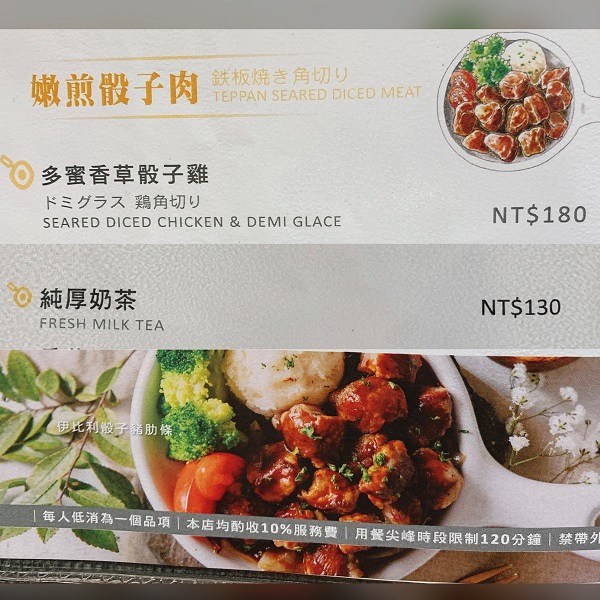 嫩煎骰子肉
鉄板焼き角切り
TEPPAN SEARED DICED MEAT
多蜜香草骰子雞
ドミグラス 鶏角切り
SEARED DICED CHICKEN & DEMI GLACE
NT$180
純厚奶茶
FRESH MILK TEA
NT$130
伊比利骰子豬肋條
｜每人低消為一個品項｜本店均酌收10%服務費｜用餐尖峰時段限制120分鐘｜禁帶外